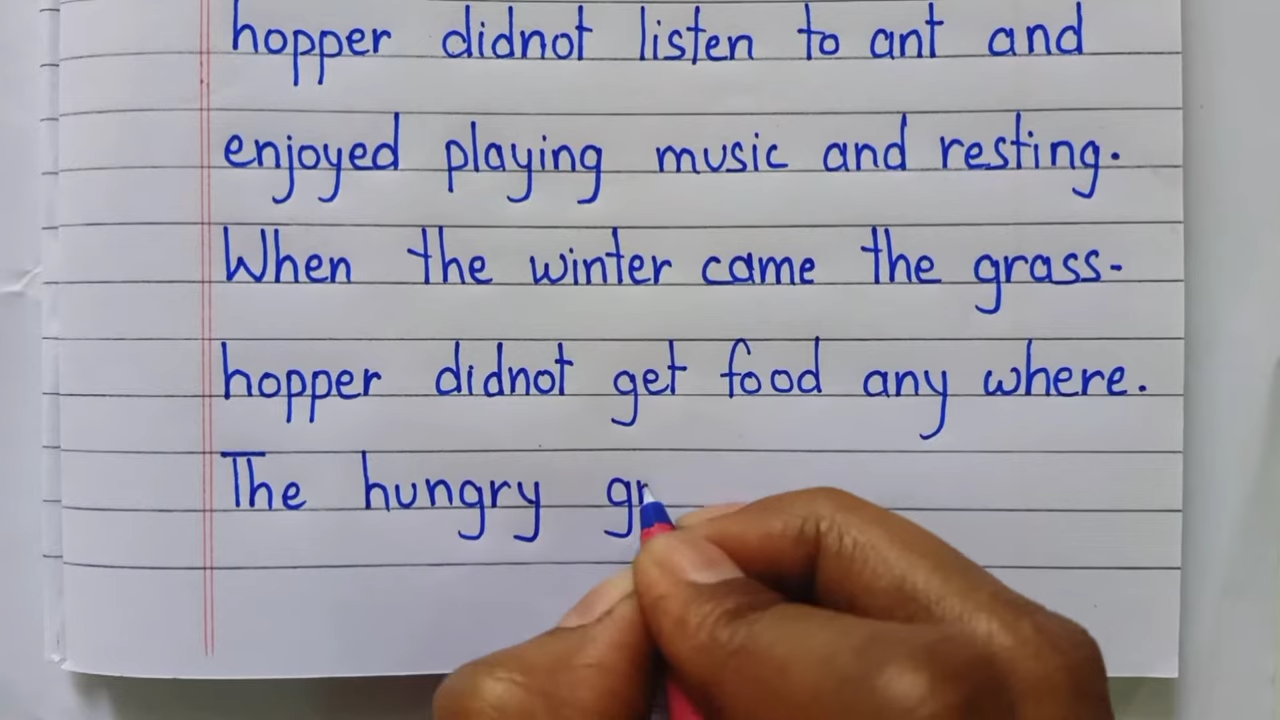 hopper didnot listen to ant and
enjoyed playing music and resting.
When the winter came the grass-
hopper didnot get food any where.
The hungry gr